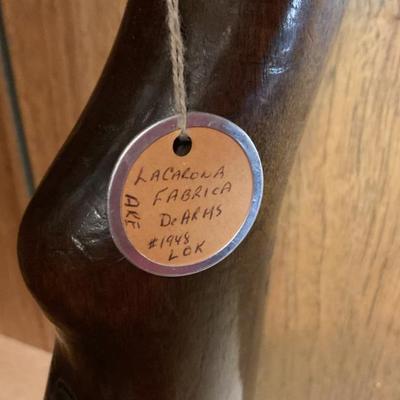 LACARONA
FABRICA
DeARMS
#1948
LOK
AKE